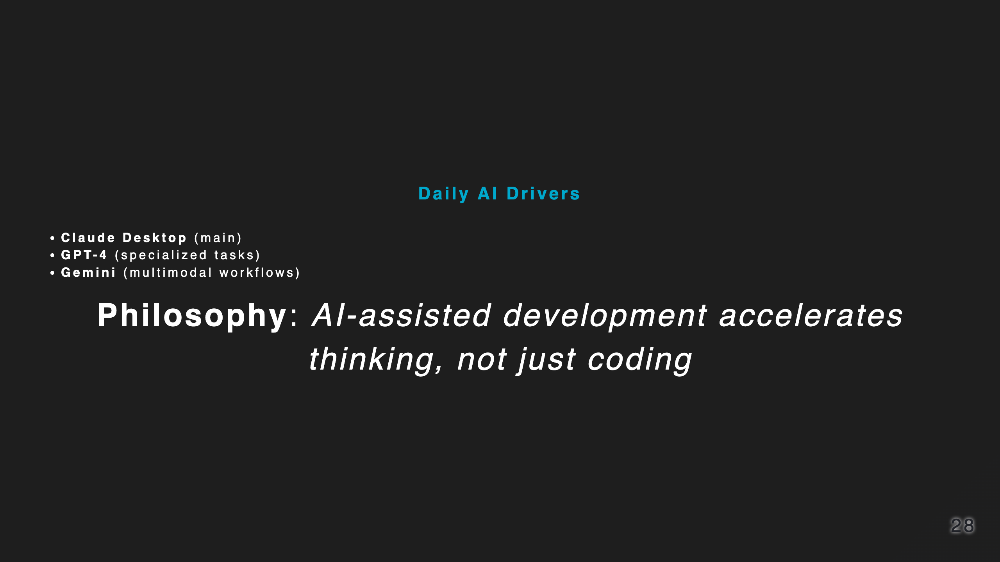 Daily AI Drivers
• Claude Desktop (main)
• GPT-4 (specialized tasks)
• Gemini (multimodal workflows)
Philosophy: AI-assisted development accelerates
thinking, not just coding
28